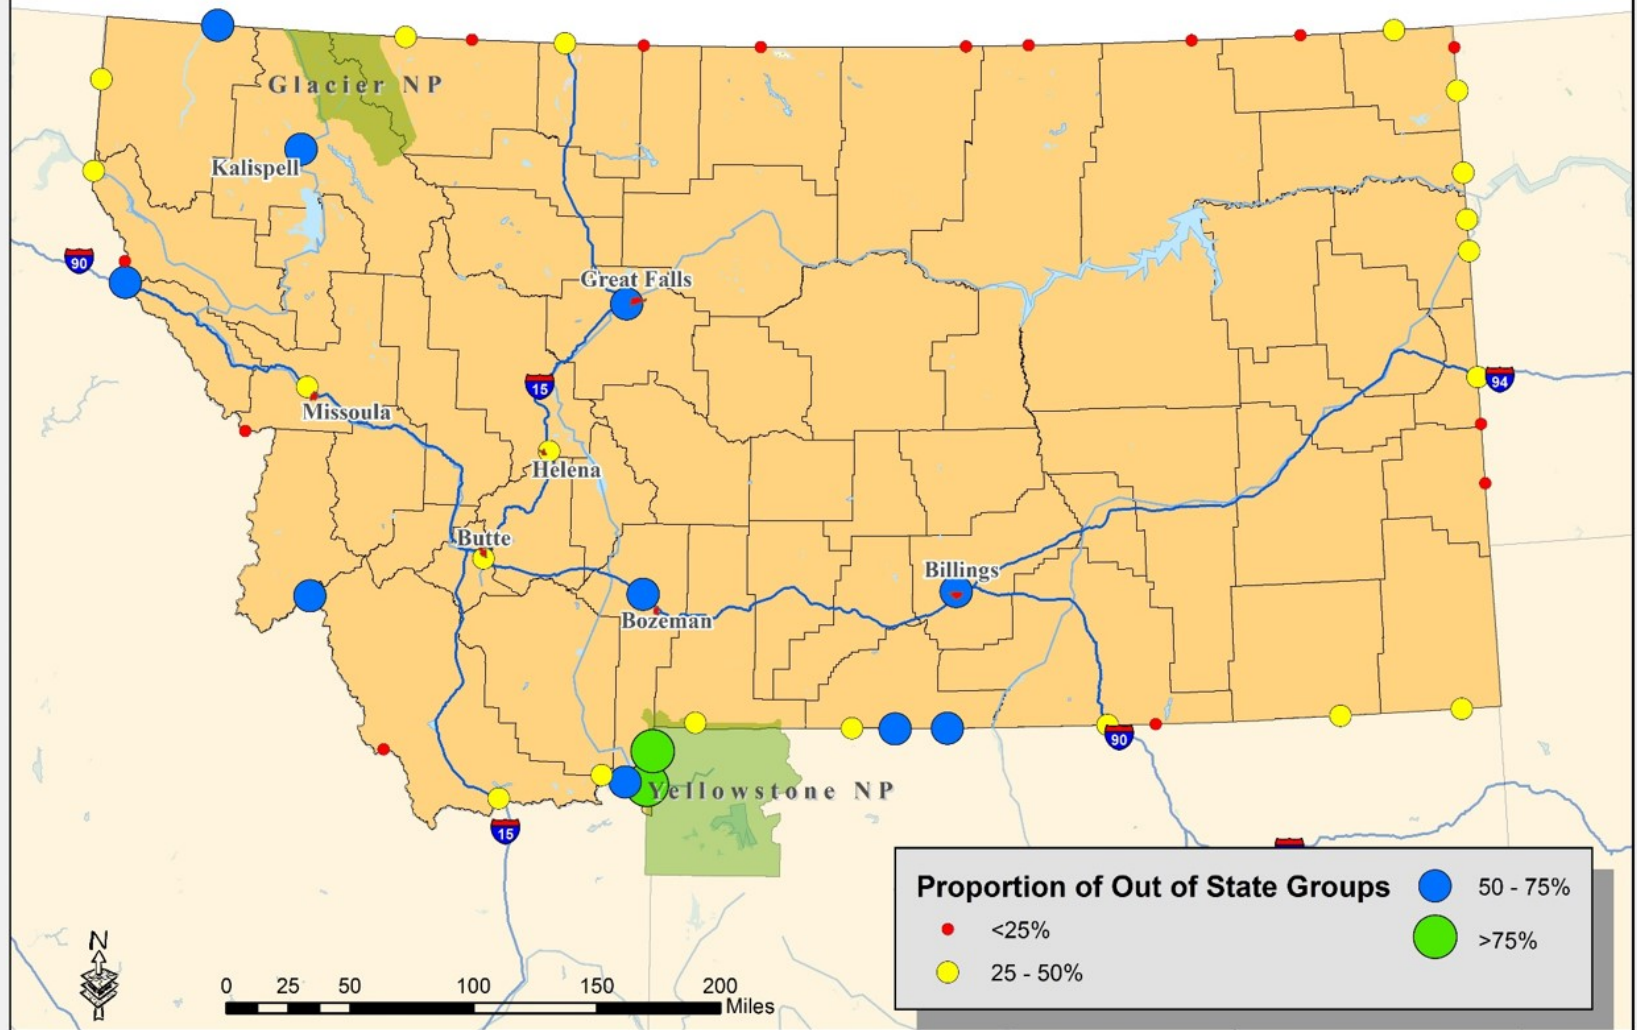 Glacier NP
Kalispell
90
Great Falls
15
94
Missoula
Helena
Butte
Billings
Bozeman
90
Yellowstone NP
15
Proportion of Out of State Groups
<25%
25 - 50%
50 - 75%
>75%
N
0 25 50 100 150 200
Miles